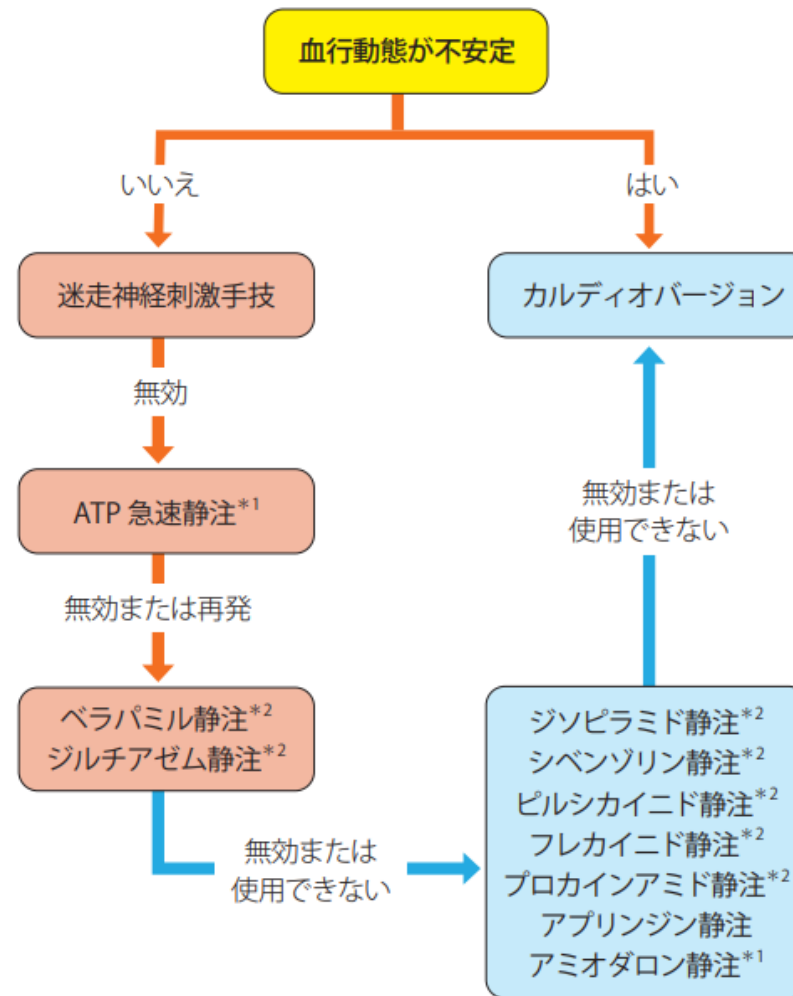 血行動態が不安定
いいえ
はい
迷走神経刺激手技
カルディオバージョン
無効
ATP 急速静注*1
無効または
使用できない
無効または再発
ベラパミル静注*2
ジルチアゼム静注*2
ジソピラミド静注*2
シベンゾリン静注*2
ピルシカイニド静注*2
フレカイニド静注*2
プロカインアミド静注*2
アプリンジン静注
アミオダロン静注*1
無効または
使用できない